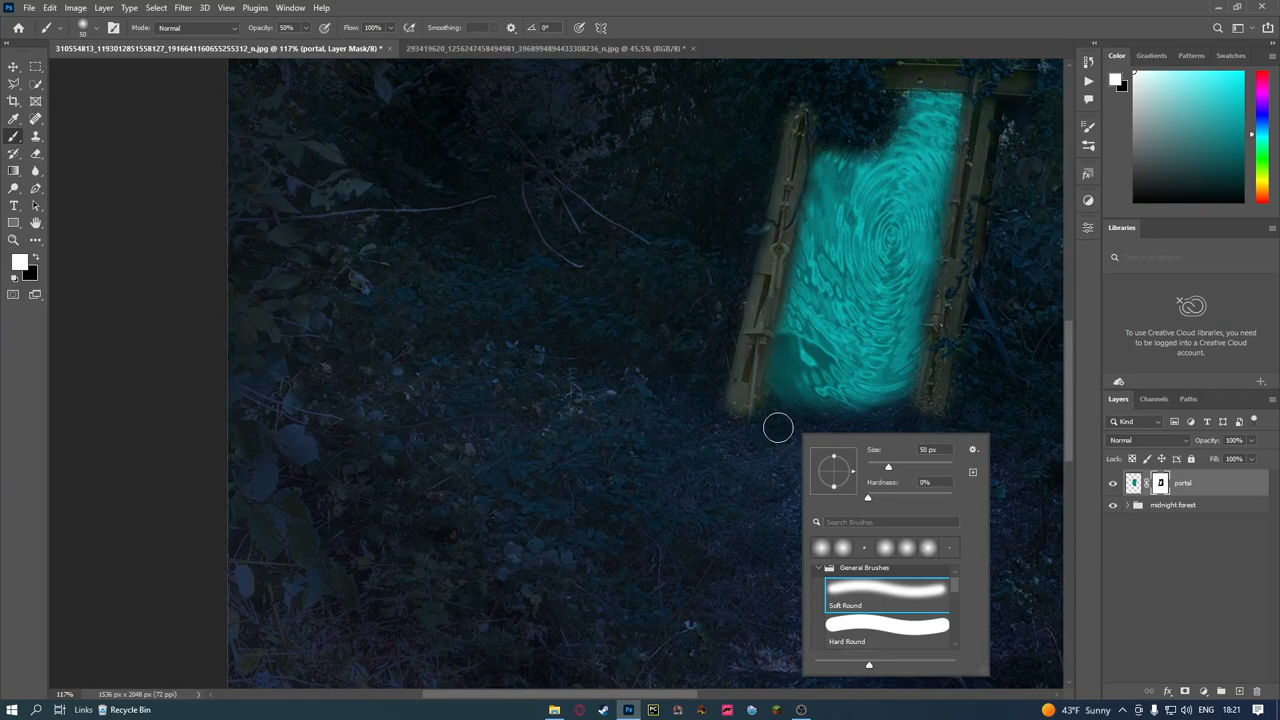 File Edit Image Layer Type Select Filter 3D View Plugins Window Help
50 Mode: Normal Opacity: 50% Flow: 100% Smoothing: 0°
310554813_1193012851558127_1916641160655255312_n.jpg @ 117% (portal, Layer Mask/8) * × 293419620_1256247458494981_3968994894433308236_n.jpg @ 45,5% (RGB/8) * ×
Color Gradients Patterns Swatches
Libraries
Search all libraries
To use Creative Cloud libraries, you
need to be logged into a Creative Cloud
account.
Layers Channels Paths
Kind
Normal Opacity: 100%
Lock: Fill: 100%
portal
midnight forest
Size: 50 px
Hardness: 0%
Search Brushes
General Brushes
Soft Round
Hard Round
117% 1536 px x 2048 px (72 ppi)
Links Recycle Bin 43°F Sunny ENG 18:21